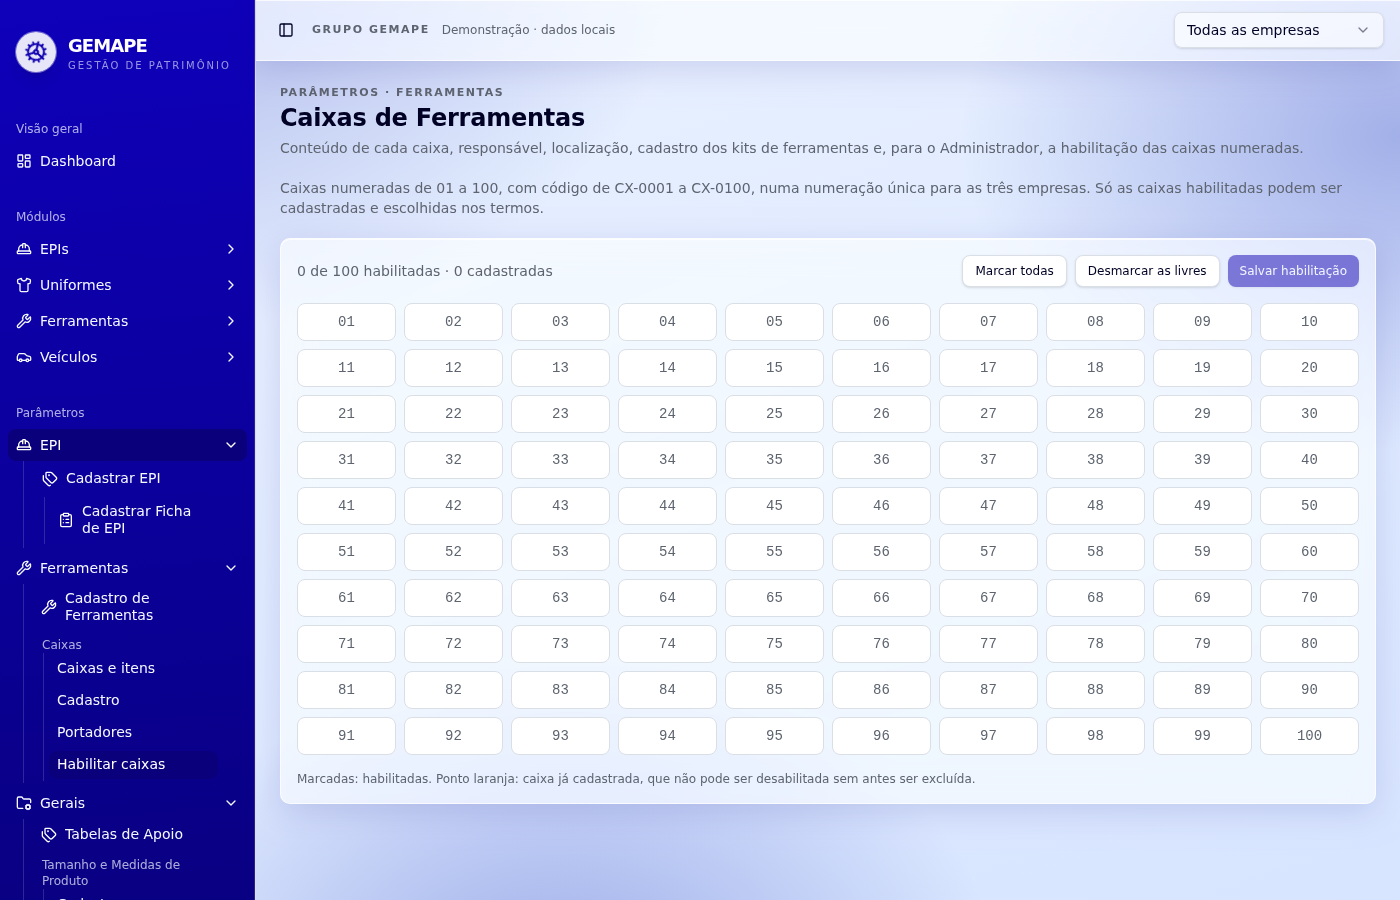 GEMAPE
GESTÃO DE PATRIMÔNIO
Visão geral
Dashboard
Módulos
EPIs
Uniformes
Ferramentas
Veículos
Parâmetros
EPI
Cadastrar EPI
Cadastrar Ficha
de EPI
Ferramentas
Cadastro de
Ferramentas
Caixas
Caixas e itens
Cadastro
Portadores
Habilitar caixas
Gerais
Tabelas de Apoio
Tamanho e Medidas de
Produto
GRUPO GEMAPE Demonstração · dados locais
Todas as empresas
PARÂMETROS · FERRAMENTAS
Caixas de Ferramentas
Conteúdo de cada caixa, responsável, localização, cadastro dos kits de ferramentas e, para o Administrador, a habilitação das caixas numeradas.
Caixas numeradas de 01 a 100, com código de CX-0001 a CX-0100, numa numeração única para as três empresas. Só as caixas habilitadas podem ser
cadastradas e escolhidas nos termos.
0 de 100 habilitadas · 0 cadastradas
Marcar todas
Desmarcar as livres
Salvar habilitação
01 02 03 04 05 06 07 08 09 10
11 12 13 14 15 16 17 18 19 20
21 22 23 24 25 26 27 28 29 30
31 32 33 34 35 36 37 38 39 40
41 42 43 44 45 46 47 48 49 50
51 52 53 54 55 56 57 58 59 60
61 62 63 64 65 66 67 68 69 70
71 72 73 74 75 76 77 78 79 80
81 82 83 84 85 86 87 88 89 90
91 92 93 94 95 96 97 98 99 100
Marcadas: habilitadas. Ponto laranja: caixa já cadastrada, que não pode ser desabilitada sem antes ser excluída.